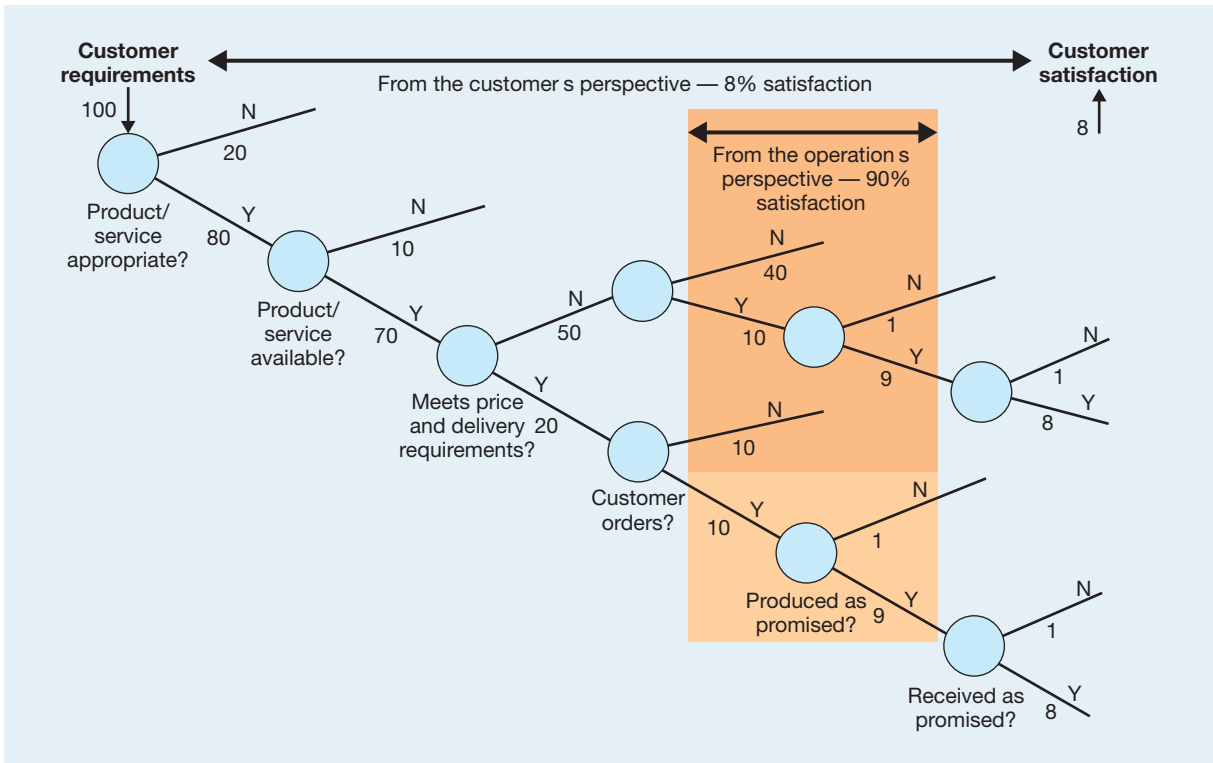 Customer
requirements
Customer
satisfaction
From the customer s perspective — 8% satisfaction
100
8
N
20
From the operation s
perspective — 90%
satisfaction
Product/
service
appropriate?
Y
80
N
10
N
40
Product/
service
available?
Y
70
N
50
Y
10
N
1
Y
9
N
1
Y
8
Meets price
and delivery 20
requirements?
Y
N
10
Customer
orders?
Y
10
N
1
Produced as
promised?
Y
9
N
1
Received as
promised?
Y
8